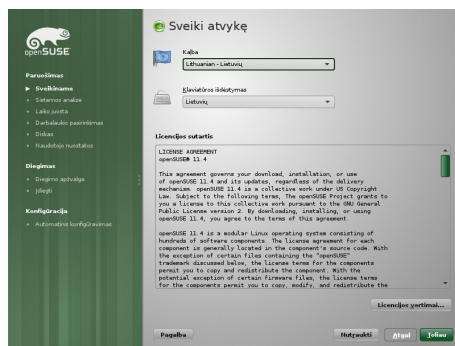 openSUSE
Paruošimas
Sveikiname
Sistemos analizė
Laiko juosta
Darbalaukio pasirinkimas
Diskas
Naudotojo nuostatos
Diegimas
Diegimo apžvalga
Įdiegti
Konfigūracija
Automatinis konfigūravimas
Sveiki atvykę
Kalba
Lithuanian - Lietuvių
Klaviatūros išdėstymas
Lietuvių
Licencijos sutartis
LICENSE AGREEMENT
openSUSE® 11.4
This agreement governs your download, installation, or use
of openSUSE 11.4 and its updates, regardless of the delivery
mechanism. openSUSE 11.4 is a collective work under US Copyright
Law. Subject to the following terms, The openSUSE Project grants to
you a license to this collective work pursuant to the GNU General
Public License version 2. By downloading, installing, or using
openSUSE 11.4, you agree to the terms of this agreement.
openSUSE 11.4 is a modular Linux operating system consisting of
hundreds of software components. The license agreement for each
component is generally located in the component's source code. With
the exception of certain files containing the "openSUSE"
trademark discussed below, the license terms for the components
permit you to copy and redistribute the component. With the
potential exception of certain firmware files, the license terms
for the components permit you to copy, modify, and redistribute the
Licencijos vertimai...
Pagalba
Nutraukti
Atgal
Toliau